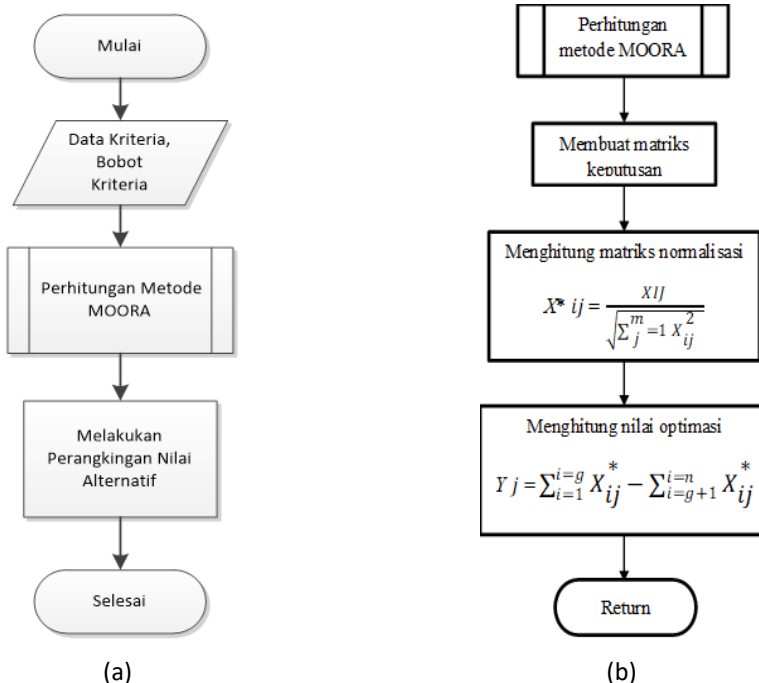 Mulai
Data Kriteria,
Bobot
Kriteria
Perhitungan Metode
MOORA
Melakukan
Perangkingan Nilai
Alternatif
Selesai
(a)
Perhitungan
metode MOORA
Membuat matriks
keputusan
Menghitung matriks normalisasi
X* ij = XIJ / √∑ m j =1 X ij 2
Menghitung nilai optimasi
Y j = ∑ i=g i=1 X * ij − ∑ i=n i=g+1 X * ij
Return
(b)